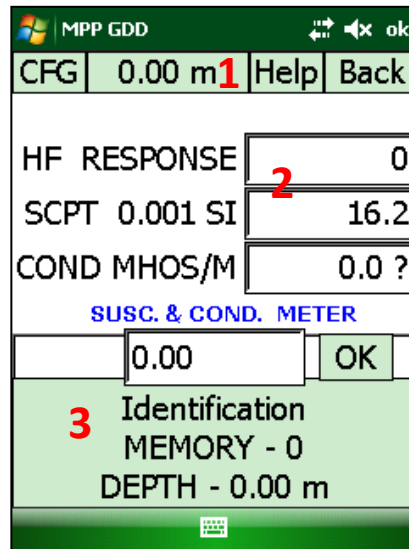 MPP GDD ok
CFG 0.00 m 1 Help Back
HF RESPONSE 0
2
SCPT 0.001 SI 16.2
COND MHOS/M 0.0 ?
SUSC. & COND. METER
0.00 OK
Identification
3
MEMORY - 0
DEPTH - 0.00 m